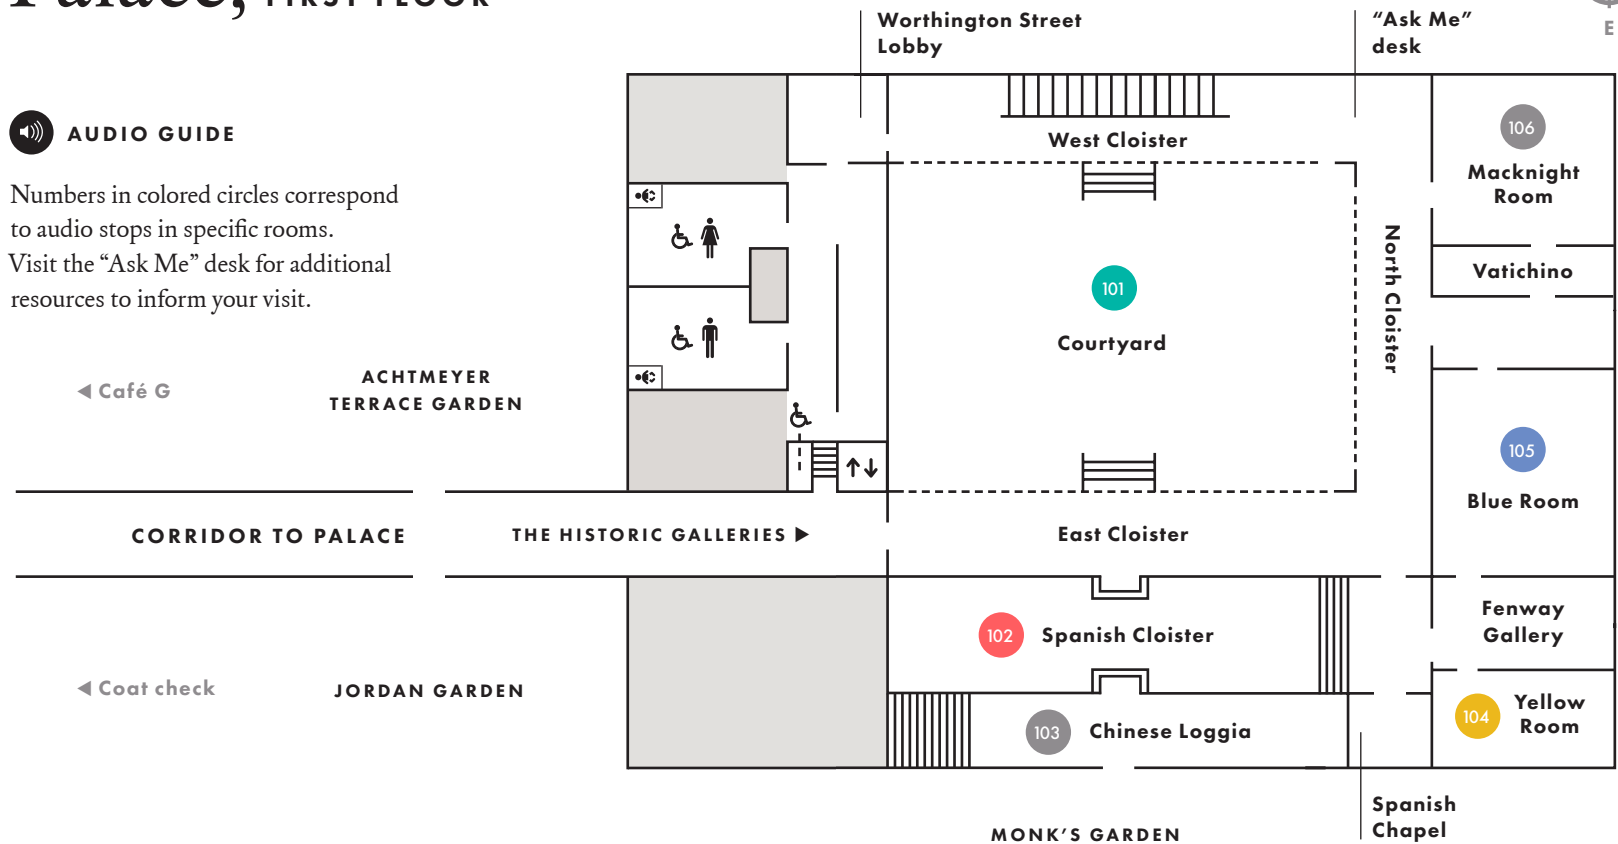 Palace, FIRST FLOOR
E
Worthington Street
Lobby
“Ask Me”
desk
AUDIO GUIDE
Numbers in colored circles correspond
to audio stops in specific rooms.
Visit the “Ask Me” desk for additional
resources to inform your visit.
West Cloister
106
Macknight
Room
North Cloister
Vatichino
101
Courtyard
◀ Café G
ACHTMEYER
TERRACE GARDEN
105
Blue Room
CORRIDOR TO PALACE
THE HISTORIC GALLERIES ▶
East Cloister
102
Spanish Cloister
Fenway
Gallery
◀ Coat check
JORDAN GARDEN
103
Chinese Loggia
104
Yellow
Room
Spanish
Chapel
MONK’S GARDEN